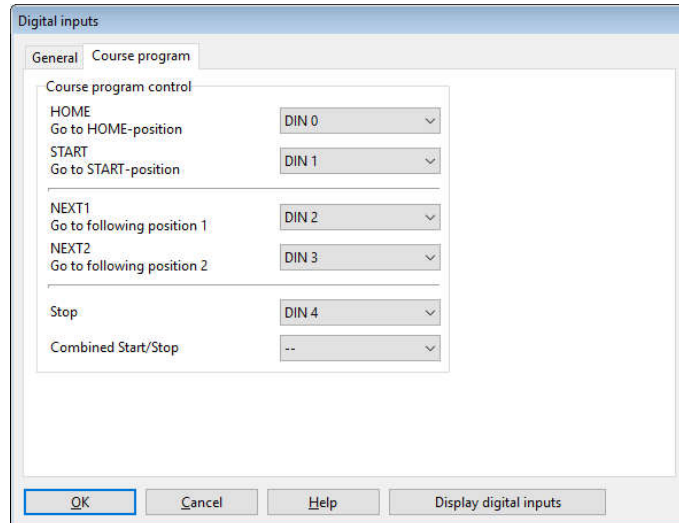 Digital inputs
General
Course program
Course program control
HOME
Go to HOME-position
DIN 0
START
Go to START-position
DIN 1
NEXT1
Go to following position 1
DIN 2
NEXT2
Go to following position 2
DIN 3
Stop
DIN 4
Combined Start/Stop
--
OK
Cancel
Help
Display digital inputs